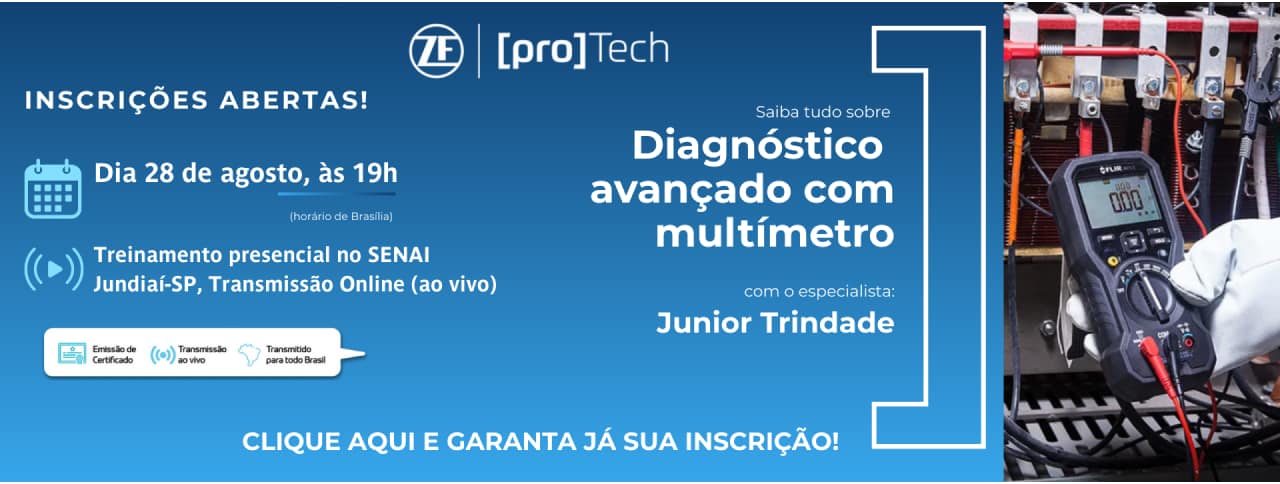 ZF
[pro]Tech
INSCRIÇÕES ABERTAS!
Dia 28 de agosto, às 19h
(horário de Brasília)
Treinamento presencial no SENAI
Jundiaí-SP, Transmissão Online (ao vivo)
Emissão de
Certificado
Transmissão
ao vivo
Transmitido
para todo Brasil
Saiba tudo sobre
Diagnóstico
avançado com
multímetro
com o especialista:
Junior Trindade
CLIQUE AQUI E GARANTA JÁ SUA INSCRIÇÃO!
FLIR
000
COM